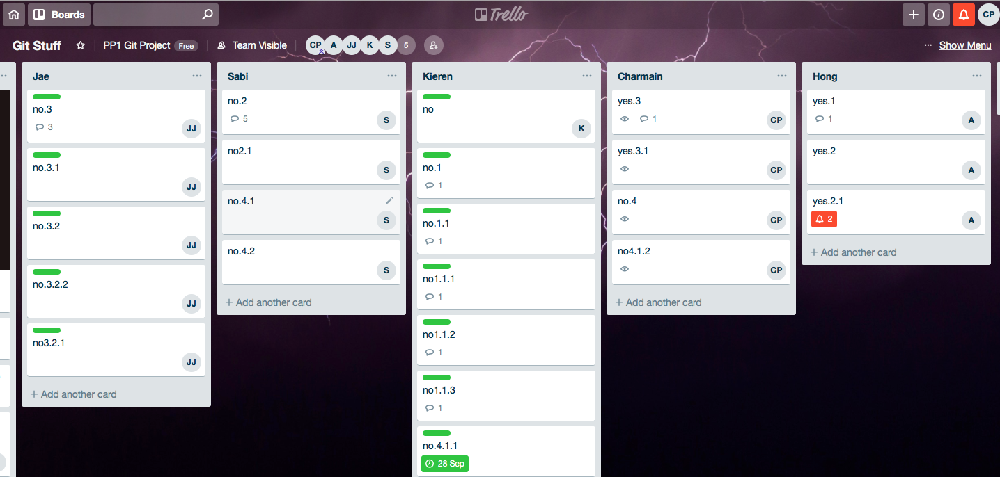 Boards
Trello
CP
Git Stuff
PP1 Git Project Free
Team Visible
CP A JJ K S 5
... Show Menu
Jae
no.3
3
JJ
no.3.1
JJ
no.3.2
JJ
no.3.2.2
JJ
no3.2.1
JJ
+ Add another card
Sabi
no.2
5
S
no2.1
S
no.4.1
S
no.4.2
S
+ Add another card
Kieren
no
K
no.1
1
no.1.1
1
no1.1.1
1
no1.1.2
1
no1.1.3
1
no.4.1.1
28 Sep
Charmain
yes.3
1
CP
yes.3.1
CP
no.4
CP
no4.1.2
CP
+ Add another card
Hong
yes.1
1
A
yes.2
A
yes.2.1
2
A
+ Add another card